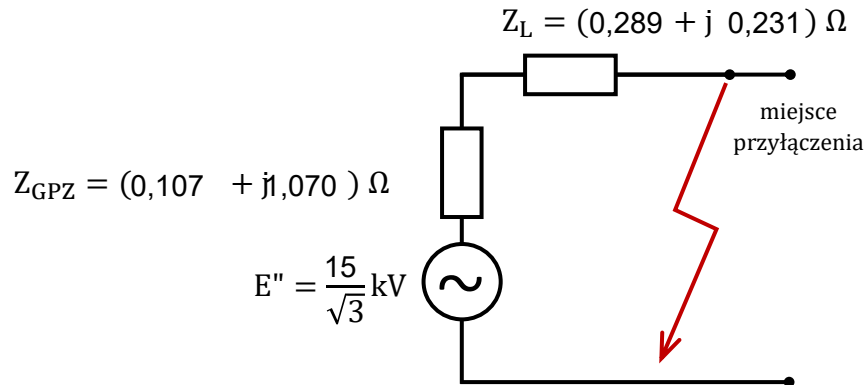 Z_L = (0,289 + j 0,231) Ω
miejsce
przyłączenia
Z_GPZ = (0,107 + j1,070 ) Ω
E" = 15/√3 kV